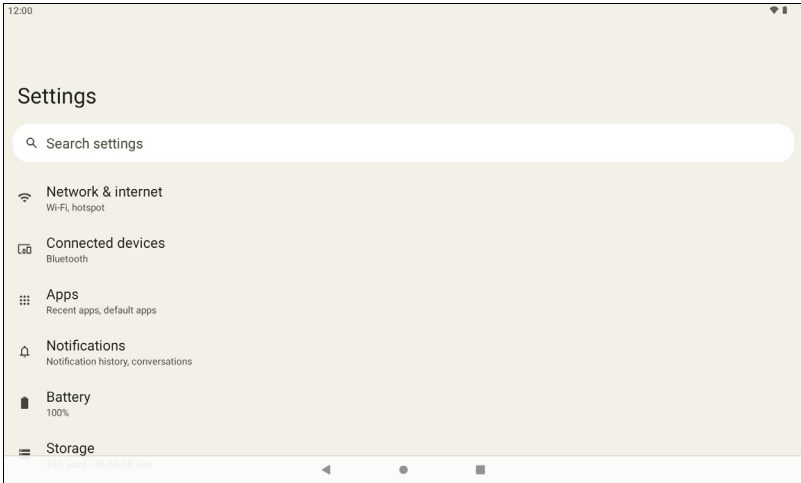 12:00
Settings
Search settings
Network & internet
Wi-Fi, hotspot
Connected devices
Bluetooth
Apps
Recent apps, default apps
Notifications
Notification history, conversations
Battery
100%
Storage